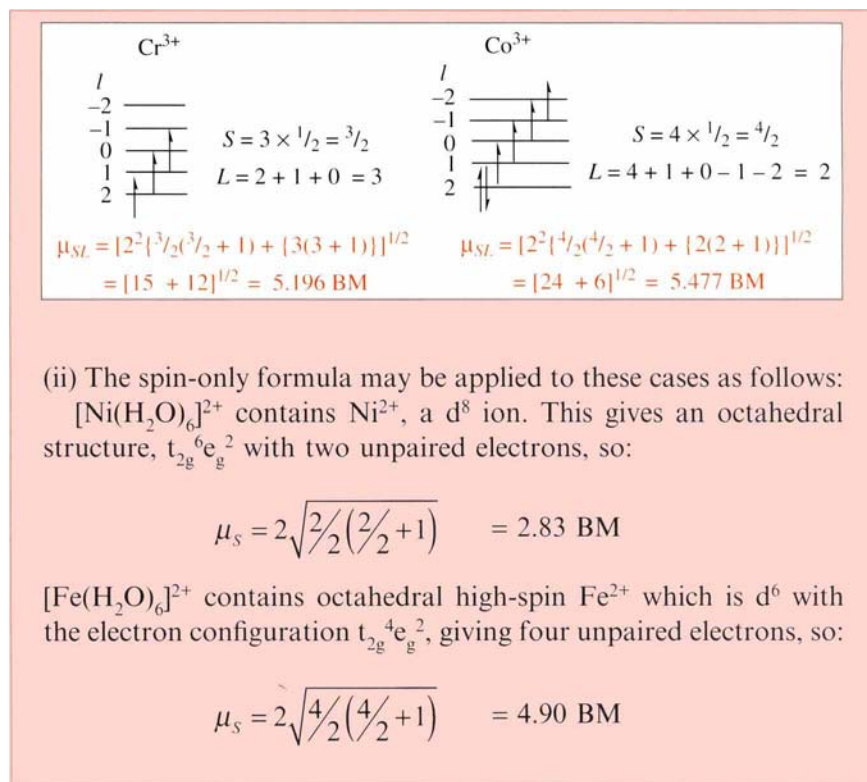 Cr³⁺
l
−2
−1
0
1
2
S = 3 × ¹/₂ = ³/₂
L = 2 + 1 + 0 = 3
μ_SL = [2²{³/₂(³/₂ + 1) + {3(3 + 1)}]^1/2
= [15 + 12]^1/2 = 5.196 BM
Co³⁺
l
−2
−1
0
1
2
S = 4 × ¹/₂ = ⁴/₂
L = 4 + 1 + 0 − 1 − 2 = 2
μ_SL = [2²{⁴/₂(⁴/₂ + 1) + {2(2 + 1)}]^1/2
= [24 + 6]^1/2 = 5.477 BM
(ii) The spin-only formula may be applied to these cases as follows:
[Ni(H₂O)₆]²⁺ contains Ni²⁺, a d⁸ ion. This gives an octahedral
structure, t₂g⁶e_g² with two unpaired electrons, so:
μ_S = 2√(2/2(2/2+1)) = 2.83 BM
[Fe(H₂O)₆]²⁺ contains octahedral high-spin Fe²⁺ which is d⁶ with
the electron configuration t₂g⁴e_g², giving four unpaired electrons, so:
μ_S = 2√(4/2(4/2+1)) = 4.90 BM